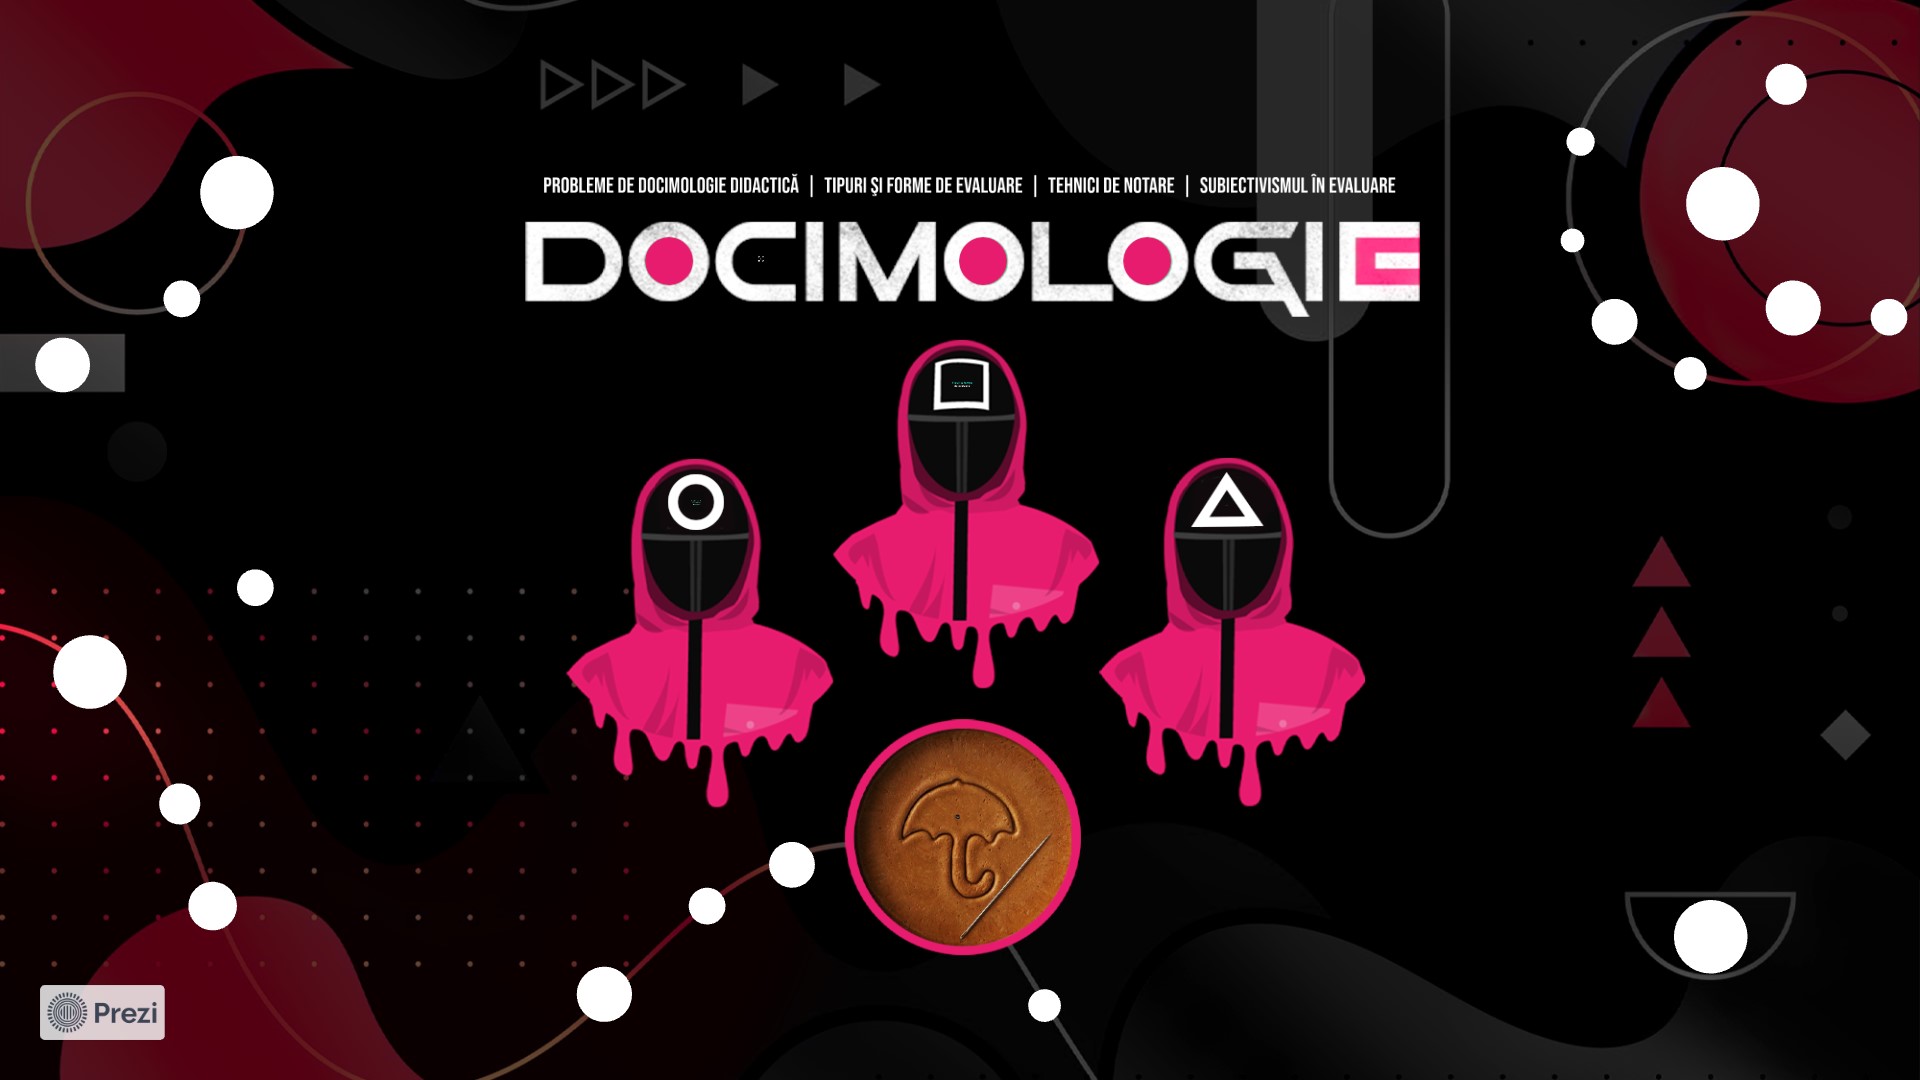 PROBLEME DE DOCIMOLOGIE DIDACTICĂ | TIPURI ŞI FORME DE EVALUARE | TEHNICI DE NOTARE | SUBIECTIVISMUL ÎN EVALUARE
DOCIMOLOGIE
Prezi